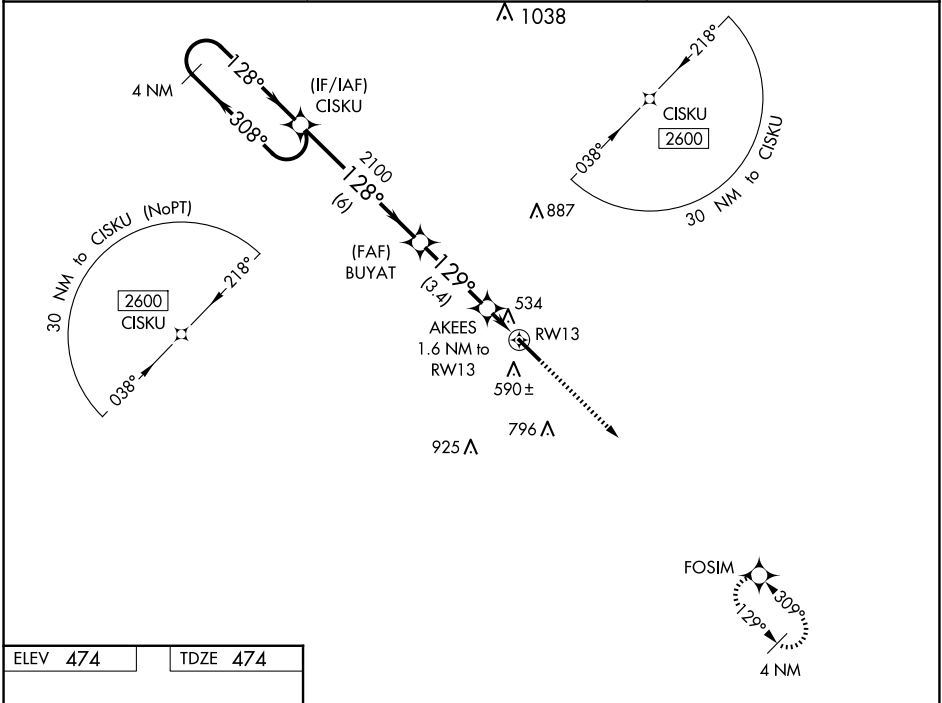 1038
4 NM
128°
308°
(IF/IAF)
CISKU
2100
128°
(6)
(FAF)
BUYAT
129°
(3.4)
AKEES
1.6 NM to
RW13
534
RW13
590±
796
925
887
218°
CISKU
2600
038°
30 NM to CISKU
30 NM to CISKU (NoPT)
218°
2600
CISKU
038°
FOSIM
309°
129°
4 NM
ELEV 474
TDZE 474